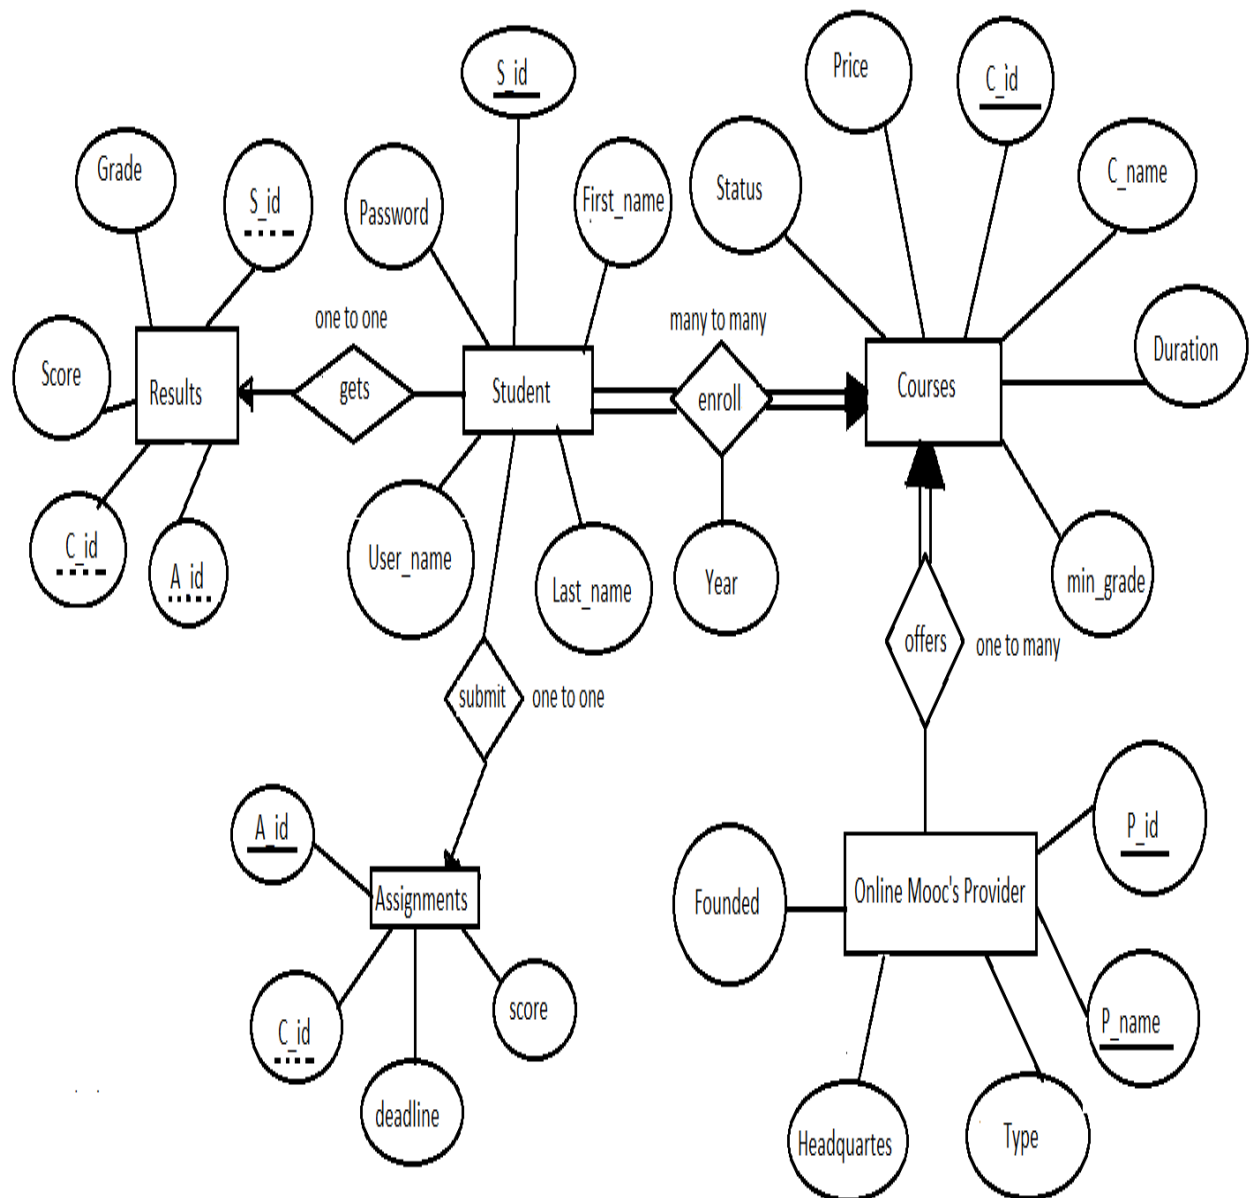 S_id
Price
C_id
Grade
S_id
Password
First_name
Status
C_name
one to one
many to many
Score
Results
gets
Student
enroll
Courses
Duration
C_id
A_id
User_name
Last_name
Year
min_grade
submit
one to one
offers
one to many
A_id
Assignments
P_id
Founded
Online Mooc's Provider
C_id
score
P_name
deadline
Headquartes
Type